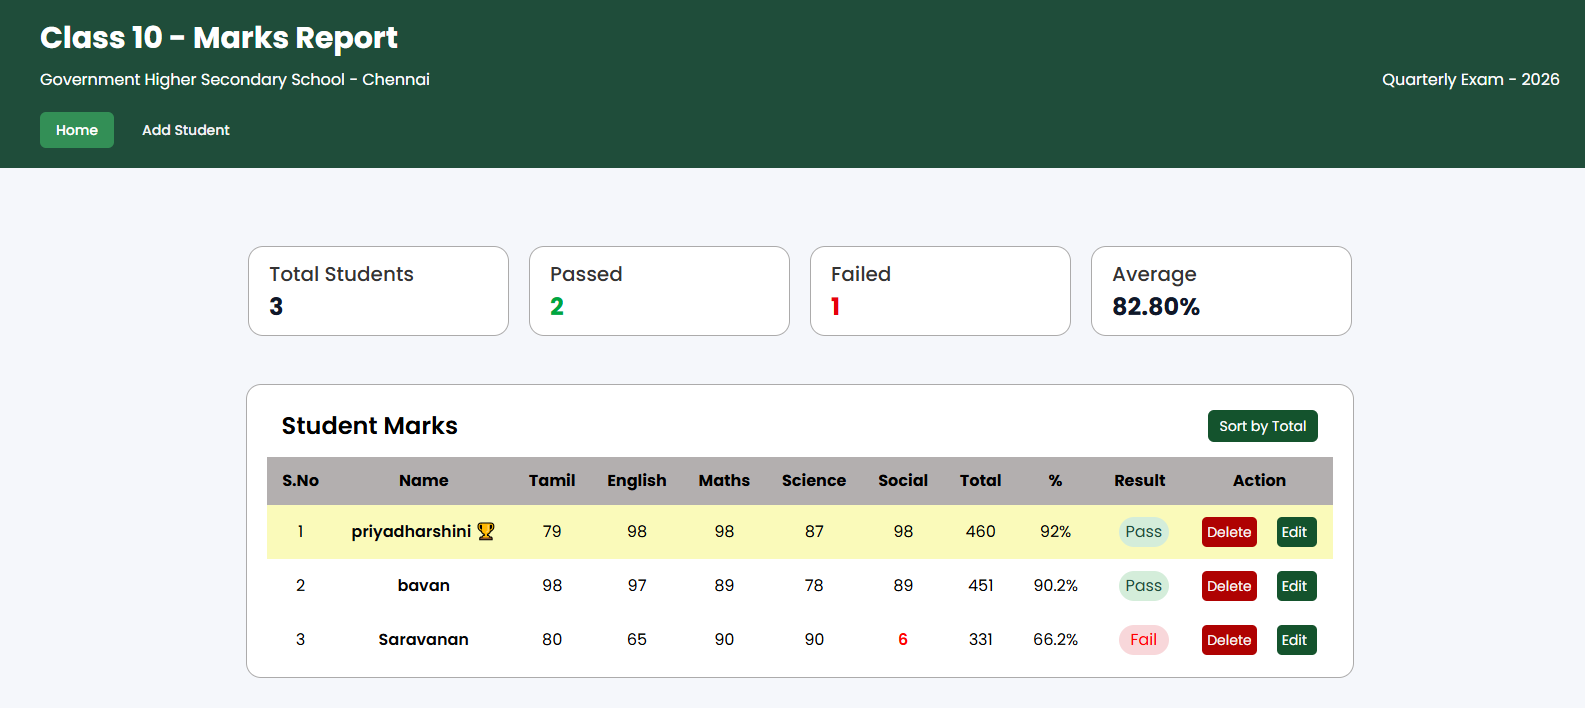 Class 10 - Marks Report
Government Higher Secondary School - Chennai
Quarterly Exam - 2026
Home Add Student
Total Students
3
Passed
2
Failed
1
Average
82.80%
Student Marks
Sort by Total
S.No Name Tamil English Maths Science Social Total % Result Action
1 priyadharshini 🏆 79 98 98 87 98 460 92% Pass Delete Edit
2 bavan 98 97 89 78 89 451 90.2% Pass Delete Edit
3 Saravanan 80 65 90 90 6 331 66.2% Fail Delete Edit